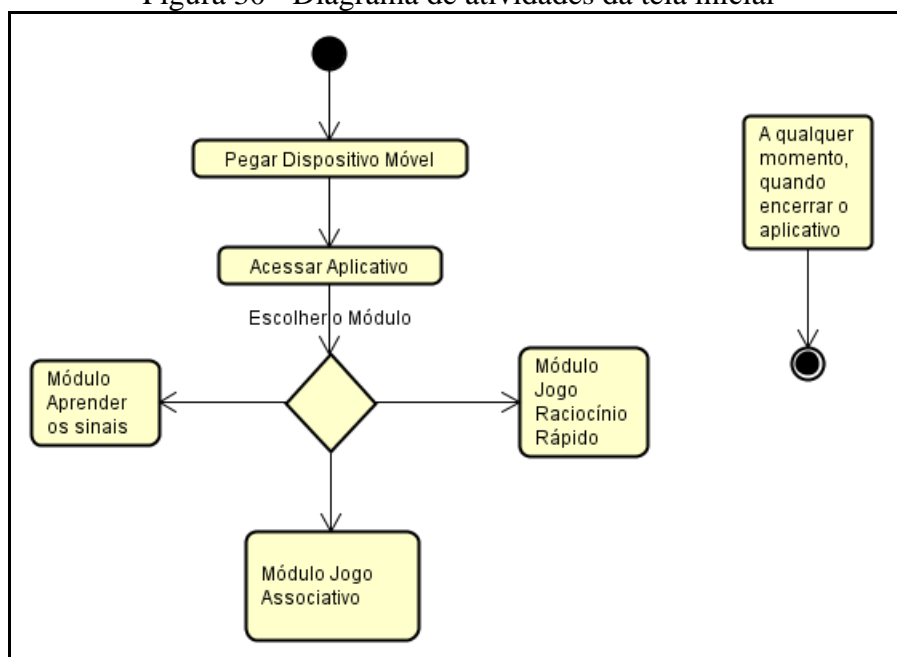 Figura 30 - Diagrama de atividades da tela inicial
Pegar Dispositivo Móvel
A qualquer
momento,
quando
encerrar o
aplicativo
Acessar Aplicativo
Escolher o Módulo
Módulo
Aprender
os sinais
Módulo
Jogo
Raciocínio
Rápido
Módulo Jogo
Associativo